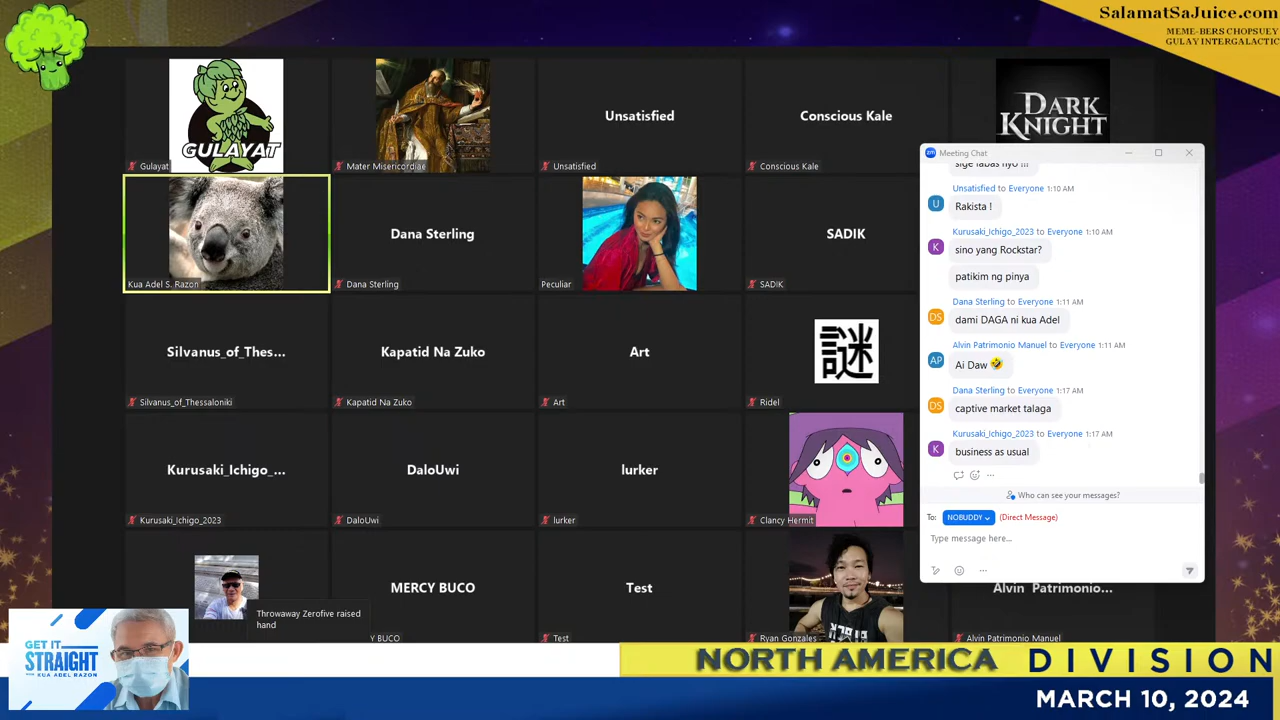 SalamatSaJuice.com
MEME-BERS CHOPSUEY
GULAY INTERGALACTIC
GULAYAT
Gulayat
Mater Misericordiae
Unsatisfied
Unsatisfied
Conscious Kale
Conscious Kale
DARK
KNIGHT
Kua Adel S. Razon
Dana Sterling
Dana Sterling
Peculiar
SADIK
SADIK
Silvanus_of_Thes...
Silvanus_of_Thessaloniki
Kapatid Na Zuko
Kapatid Na Zuko
Art
Art
謎
Ridel
Kurusaki_Ichigo_...
Kurusaki_Ichigo_2023
DaloUwi
DaloUwi
lurker
lurker
Clancy Hermit
Throwaway Zerofive raised
hand
MERCY BUCO
Y BUCO
Test
Test
Ryan Gonzales
Alvin Patrimonio...
Alvin Patrimonio Manuel
Meeting Chat
sige labas nyo !!!
Unsatisfied to Everyone 1:10 AM
U
Rakista !
Kurusaki_Ichigo_2023 to Everyone 1:10 AM
K
sino yang Rockstar?
patikim ng pinya
Dana Sterling to Everyone 1:11 AM
DS
dami DAGA ni kua Adel
Alvin Patrimonio Manuel to Everyone 1:11 AM
AP
Ai Daw 🤣
Dana Sterling to Everyone 1:17 AM
DS
captive market talaga
Kurusaki_Ichigo_2023 to Everyone 1:17 AM
K
business as usual
Who can see your messages?
To: NOBUDDY (Direct Message)
Type message here...
GET IT
STRAIGHT
KUA ADEL RAZON
NORTH AMERICA DIVISION
MARCH 10, 2024